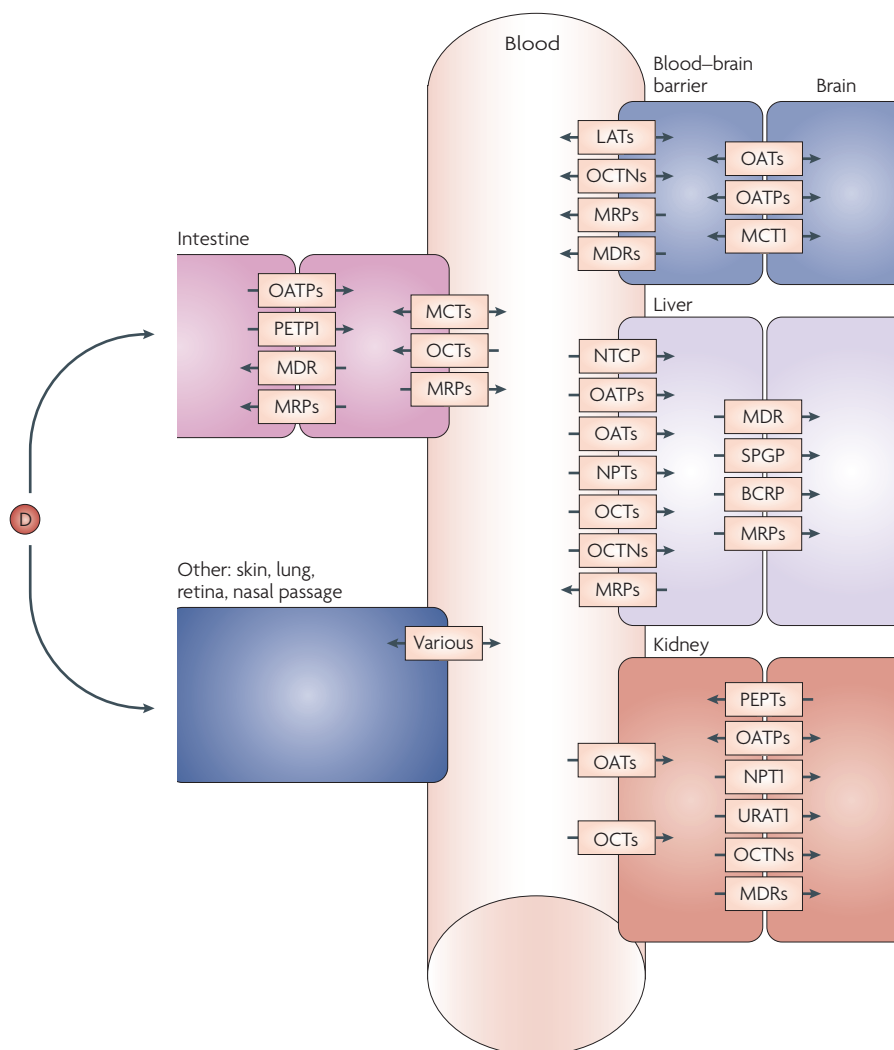 Blood
Blood–brain
barrier
Brain
LATs
OCTNs
MRPs
MDRs
OATs
OATPs
MCT1
Intestine
OATPs
PETP1
MDR
MRPs
MCTs
OCTs
MRPs
Liver
NTCP
OATPs
OATs
NPTs
OCTs
OCTNs
MRPs
MDR
SPGP
BCRP
MRPs
D
Other: skin, lung,
retina, nasal passage
Various
Kidney
OATs
OCTs
PEPTs
OATPs
NPT1
URAT1
OCTNs
MDRs